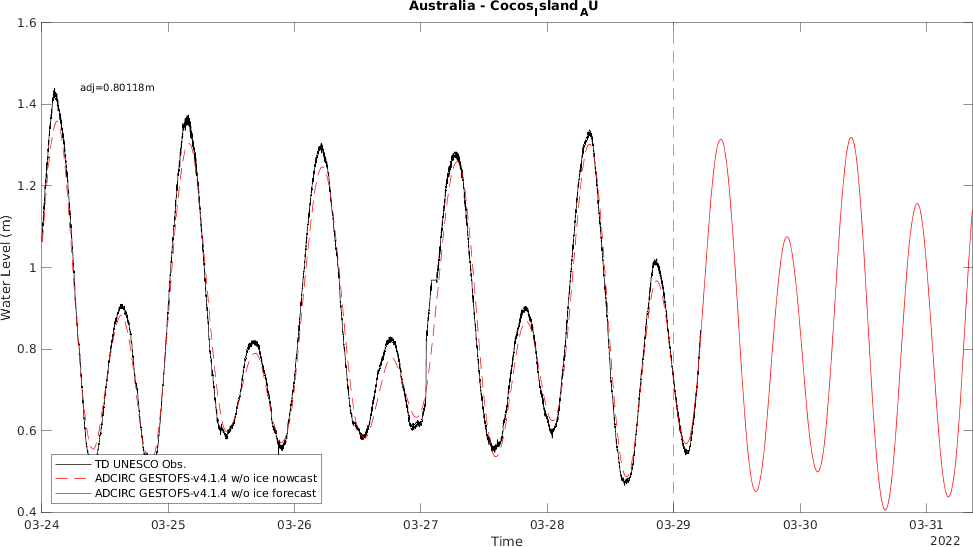 Australia - Cocos_Island_AU
adj=0.80118m
1.6
1.4
1.2
1
0.8
0.6
0.4
Water Level (m)
TD UNESCO Obs.
ADCIRC GESTOFS-v4.1.4 w/o ice nowcast
ADCIRC GESTOFS-v4.1.4 w/o ice forecast
03-24 03-25 03-26 03-27 03-28 03-29 03-30 03-31
Time
2022